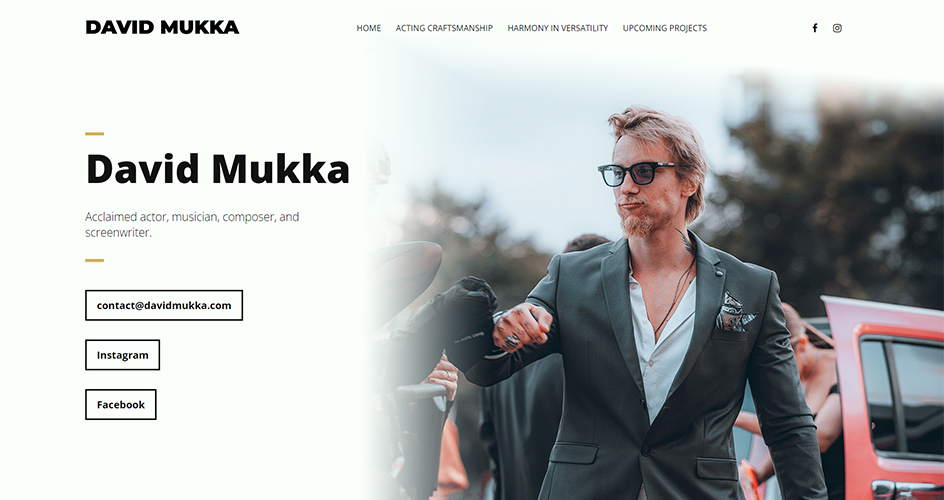 DAVID MUKKA
HOME ACTING CRAFTSMANSHIP HARMONY IN VERSATILITY UPCOMING PROJECTS
David Mukka
Acclaimed actor, musician, composer, and
screenwriter.
contact@davidmukka.com
Instagram
Facebook